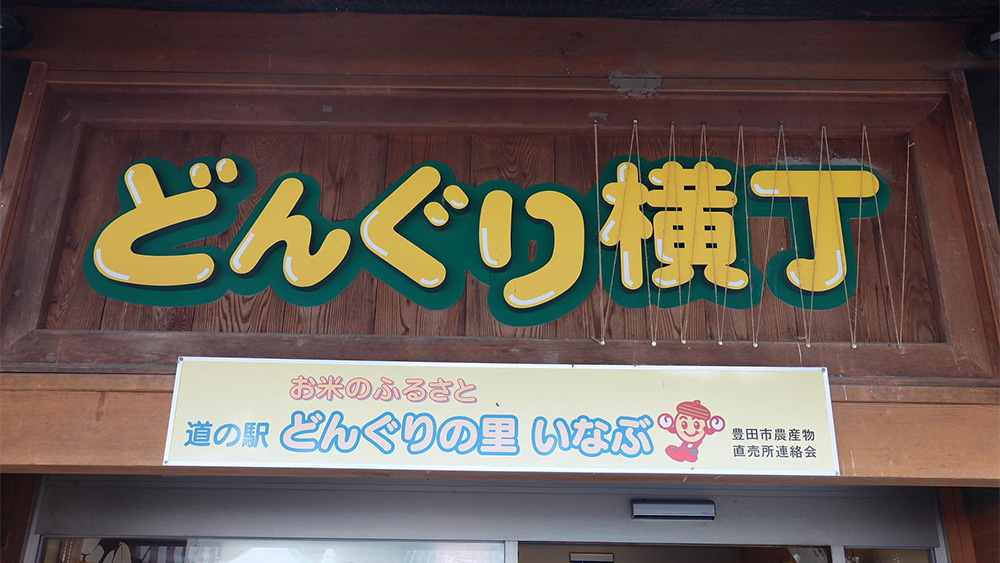 どんぐり横丁
お米のふるさと
道の駅 どんぐりの里 いなぶ
豊田市農産物
直売所連絡会